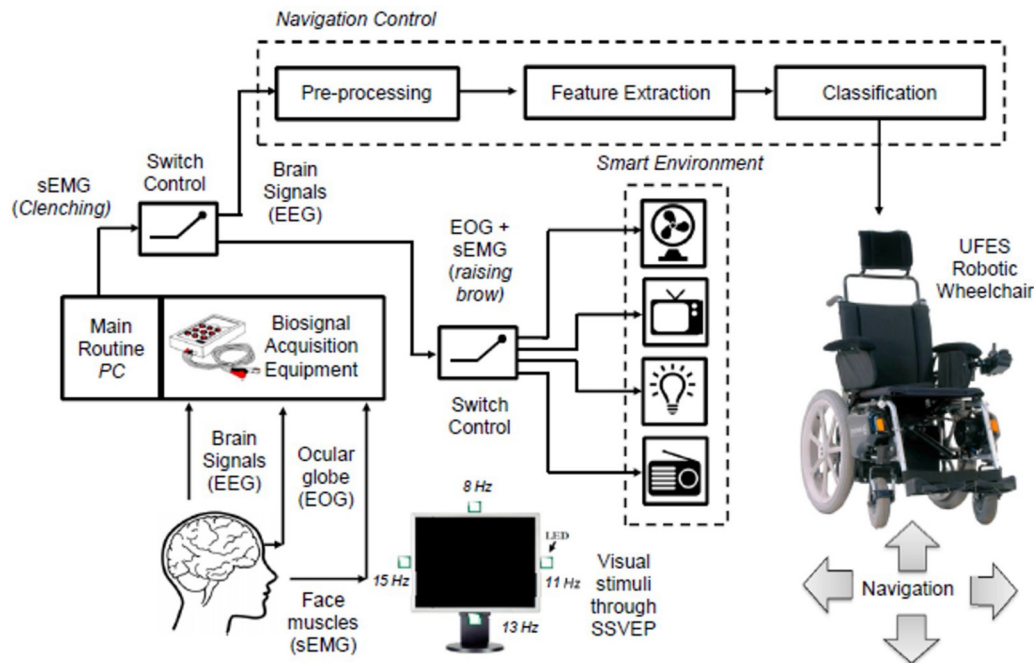 Navigation Control
Pre-processing
Feature Extraction
Classification
Switch
Control
sEMG
(Clenching)
Brain
Signals
(EEG)
Smart Environment
EOG +
sEMG
(raising
brow)
UFES
Robotic
Wheelchair
Main
Routine
PC
Biosignal
Acquisition
Equipment
Switch
Control
Brain
Signals
(EEG)
Ocular
globe
(EOG)
Face
muscles
(sEMG)
8 Hz
LED
15 Hz
11 Hz
13 Hz
Visual
stimuli
through
SSVEP
Navigation